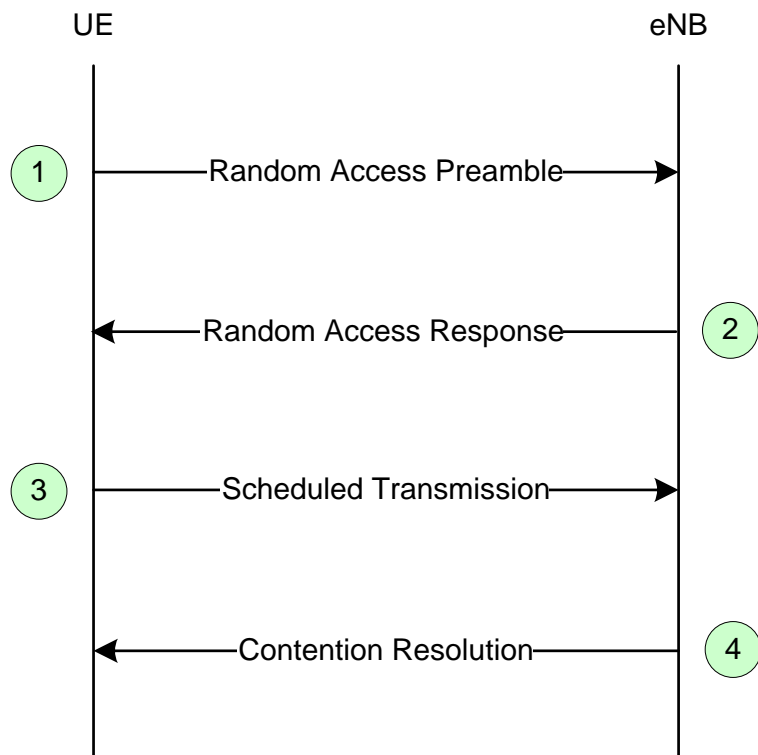 UE
eNB
1
Random Access Preamble
Random Access Response
2
3
Scheduled Transmission
Contention Resolution
4